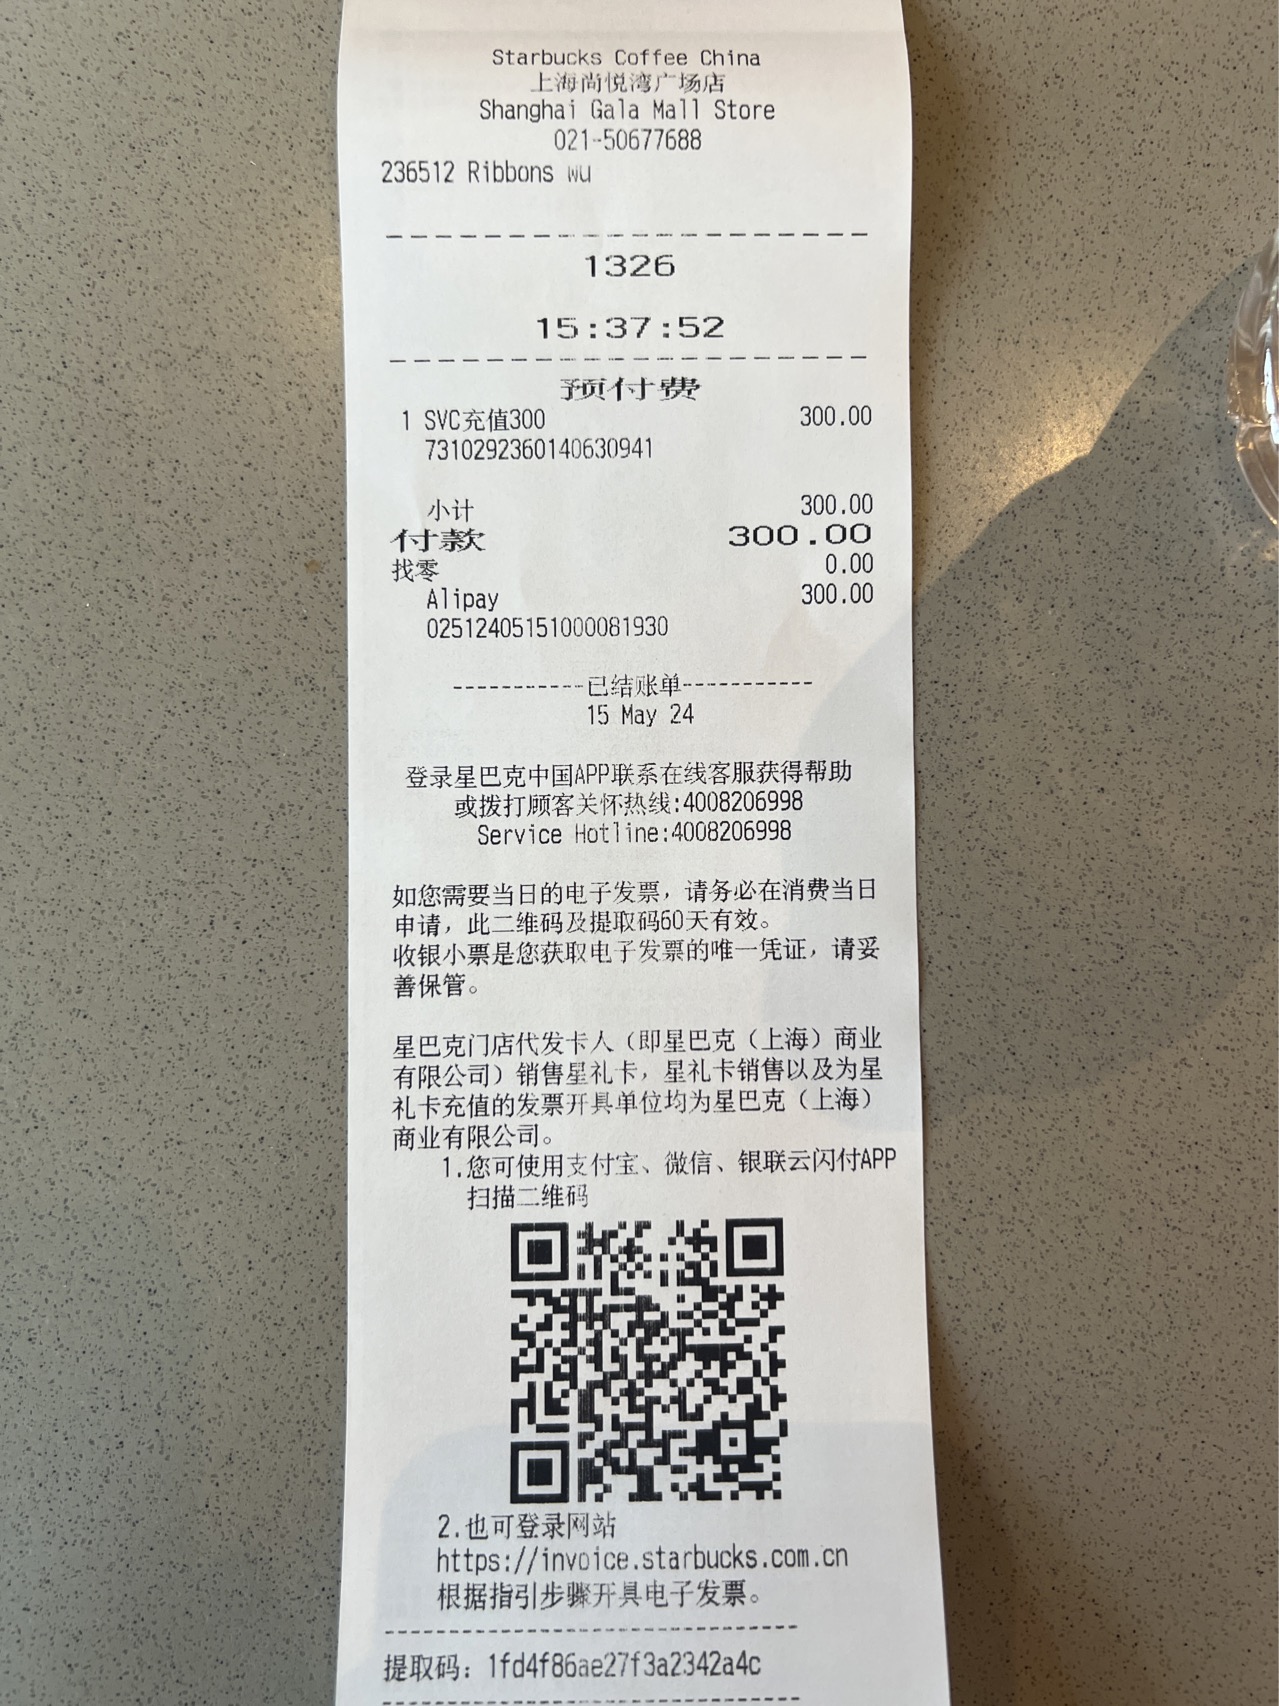 Starbucks Coffee China
上海尚悦湾广场店
Shanghai Gala Mall Store
021-50677688
236512 Ribbons wu
1326
15:37:52
预付费
1 SVC充值300 300.00
7310292360140630941
小计 300.00
付款 300.00
找零 0.00
Alipay 300.00
02512405151000081930
-----------已结账单-----------
15 May 24
登录星巴克中国APP联系在线客服获得帮助
或拨打顾客关怀热线:4008206998
Service Hotline:4008206998
如您需要当日的电子发票，请务必在消费当日
申请，此二维码及提取码60天有效。
收银小票是您获取电子发票的唯一凭证，请妥
善保管。
星巴克门店代发卡人（即星巴克（上海）商业
有限公司）销售星礼卡，星礼卡销售以及为星
礼卡充值的发票开具单位均为星巴克（上海）
商业有限公司。
1.您可使用支付宝、微信、银联云闪付APP
扫描二维码
2.也可登录网站
https://invoice.starbucks.com.cn
根据指引步骤开具电子发票。
提取码：1fd4f86ae27f3a2342a4c